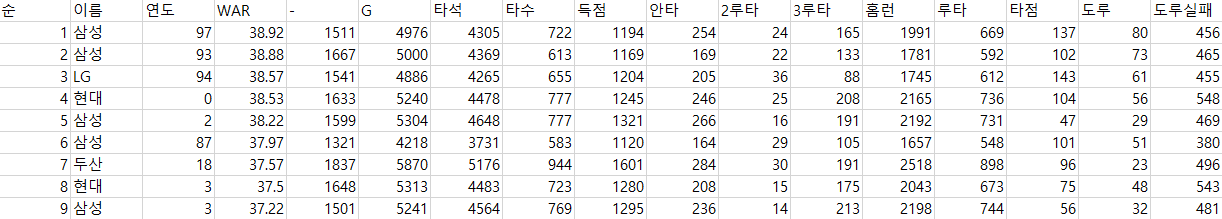 순 이름 연도 WAR - G 타석 타수 득점 안타 2루타 3루타 홈런 루타 타점 도루 도루실패
1 삼성 97 38.92 1511 4976 4305 722 1194 254 24 165 1991 669 137 80 456
2 삼성 93 38.88 1667 5000 4369 613 1169 169 22 133 1781 592 102 73 465
3 LG 94 38.57 1541 4886 4265 655 1204 205 36 88 1745 612 143 61 455
4 현대 0 38.53 1633 5240 4478 777 1245 246 25 208 2165 736 104 56 548
5 삼성 2 38.22 1599 5304 4648 777 1321 266 16 191 2192 731 47 29 469
6 삼성 87 37.97 1321 4218 3731 583 1120 164 29 105 1657 548 101 51 380
7 두산 18 37.57 1837 5870 5176 944 1601 284 30 191 2518 898 96 23 496
8 현대 3 37.5 1648 5313 4483 723 1280 208 15 175 2043 673 75 48 543
9 삼성 3 37.22 1501 5241 4564 769 1295 236 14 213 2198 744 56 32 481